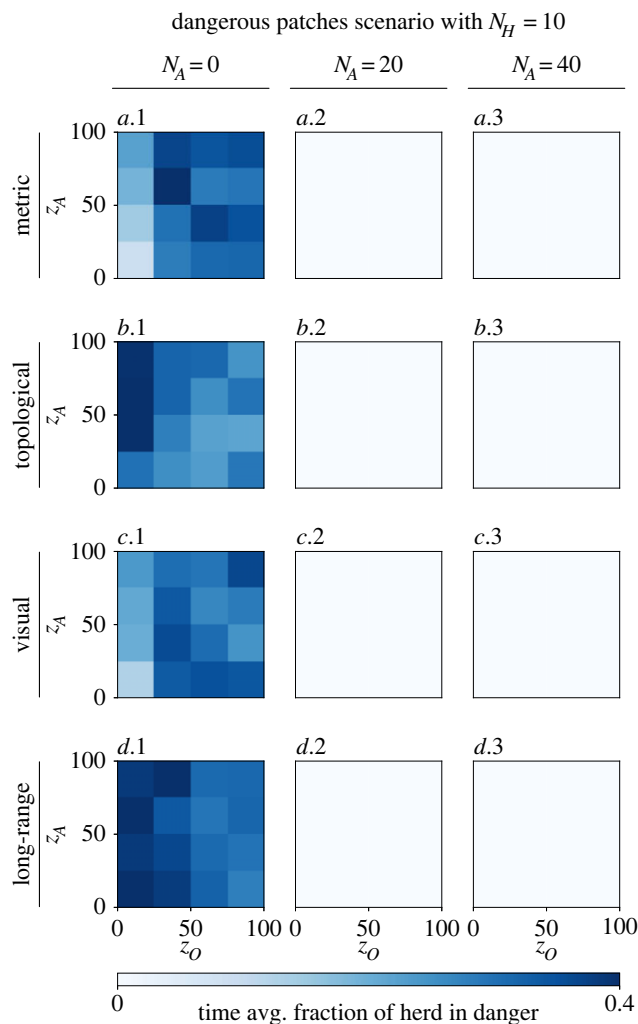 dangerous patches scenario with N_H = 10
N_A = 0 N_A = 20 N_A = 40
a.1 a.2 a.3
100
50
0
z_A
metric
b.1 b.2 b.3
100
50
0
z_A
topological
c.1 c.2 c.3
100
50
0
z_A
visual
d.1 d.2 d.3
100
50
0
z_A
long-range
0 50 100 0 50 100 0 50 100
z_O z_O z_O
0 0.4
time avg. fraction of herd in danger